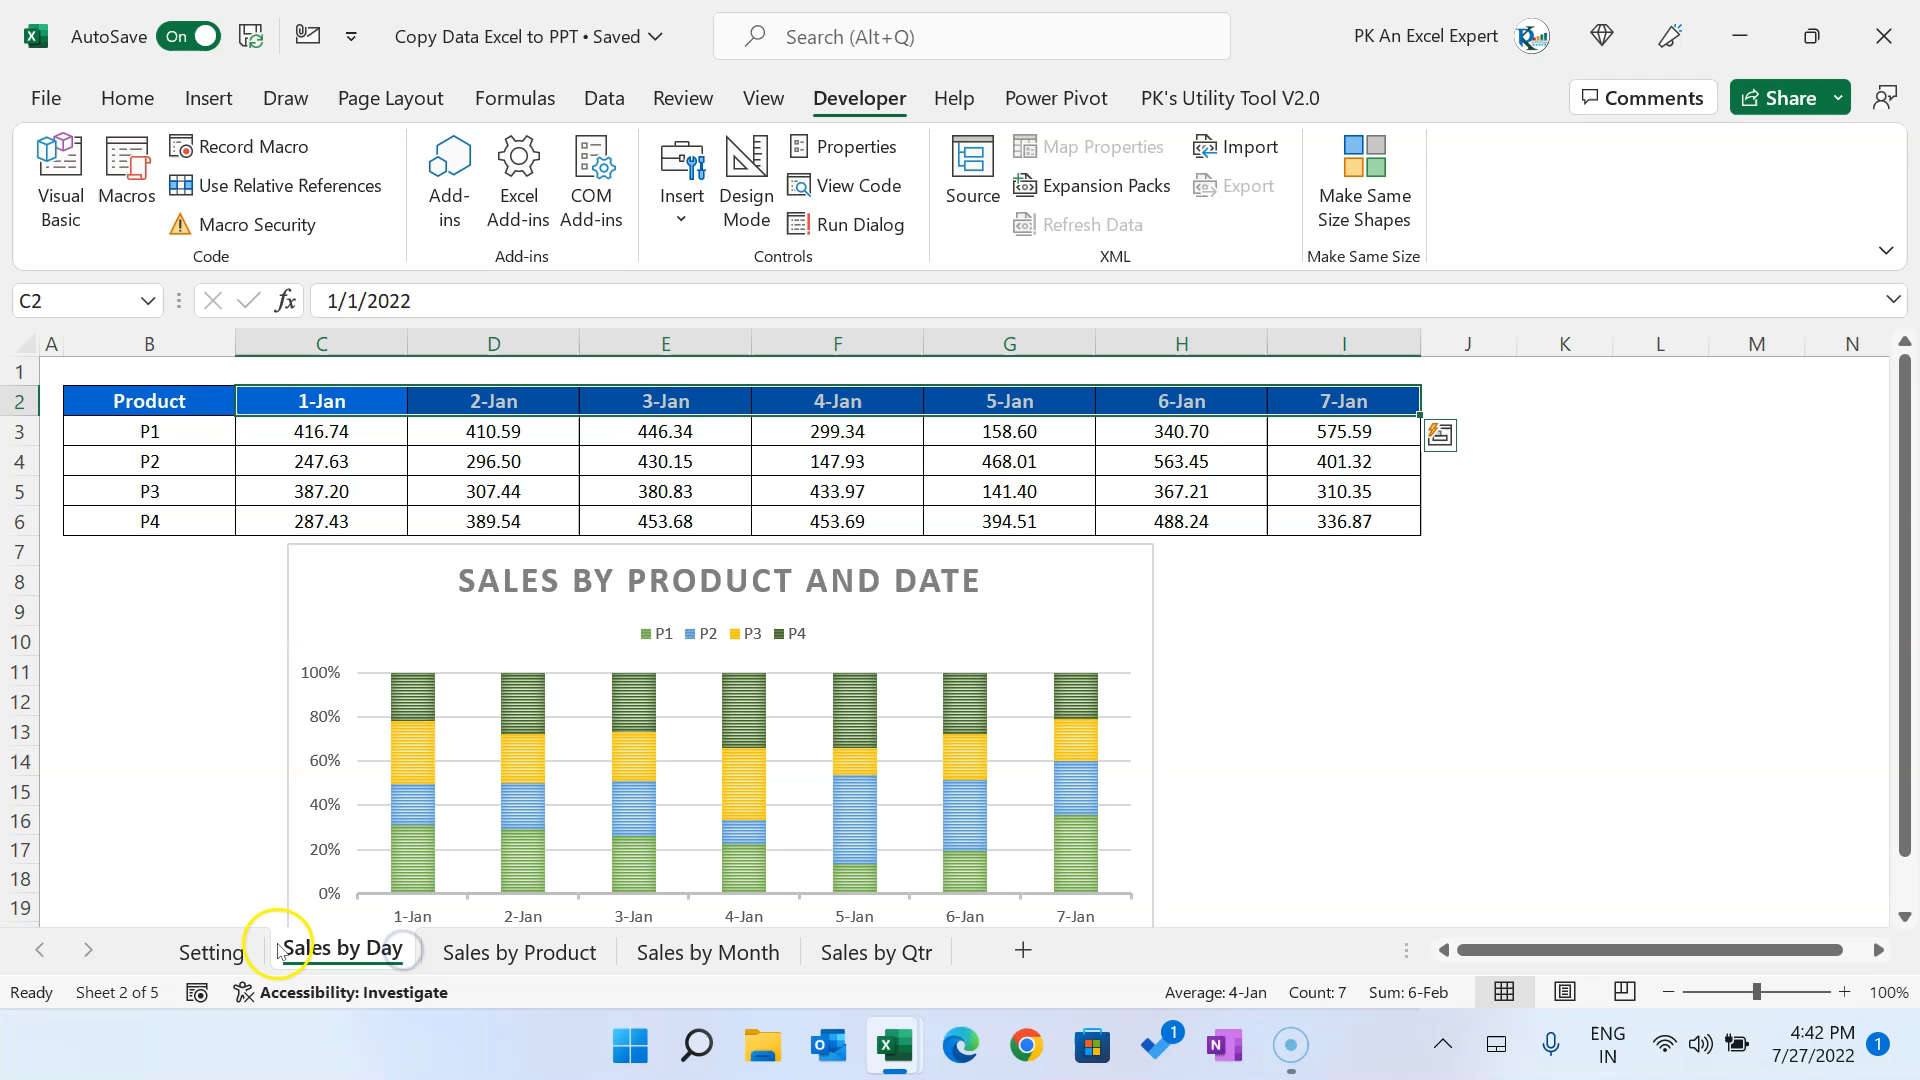 AutoSave On Copy Data Excel to PPT • Saved Search (Alt+Q) PK An Excel Expert
File Home Insert Draw Page Layout Formulas Data Review View Developer Help Power Pivot PK's Utility Tool V2.0 Comments Share
Visual Basic
Macros
Record Macro
Use Relative References
Macro Security
Code
Add-ins
Excel Add-ins
COM Add-ins
Add-ins
Insert
Design Mode
Properties
View Code
Run Dialog
Controls
Source
Map Properties
Expansion Packs
Refresh Data
Import
Export
XML
Make Same Size Shapes
Make Same Size
C2 fx 1/1/2022
A B C D E F G H I J K L M N
1
2 Product 1-Jan 2-Jan 3-Jan 4-Jan 5-Jan 6-Jan 7-Jan
3 P1 416.74 410.59 446.34 299.34 158.60 340.70 575.59
4 P2 247.63 296.50 430.15 147.93 468.01 563.45 401.32
5 P3 387.20 307.44 380.83 433.97 141.40 367.21 310.35
6 P4 287.43 389.54 453.68 453.69 394.51 488.24 336.87
7
8 SALES BY PRODUCT AND DATE
9
10 P1 P2 P3 P4
11 100%
12 80%
13
14 60%
15 40%
16
17 20%
18 0%
19 1-Jan 2-Jan 3-Jan 4-Jan 5-Jan 6-Jan 7-Jan
Setting Sales by Day Sales by Product Sales by Month Sales by Qtr
Ready Sheet 2 of 5 Accessibility: Investigate Average: 4-Jan Count: 7 Sum: 6-Feb 100%
1 ENG IN 4:42 PM 7/27/2022 1